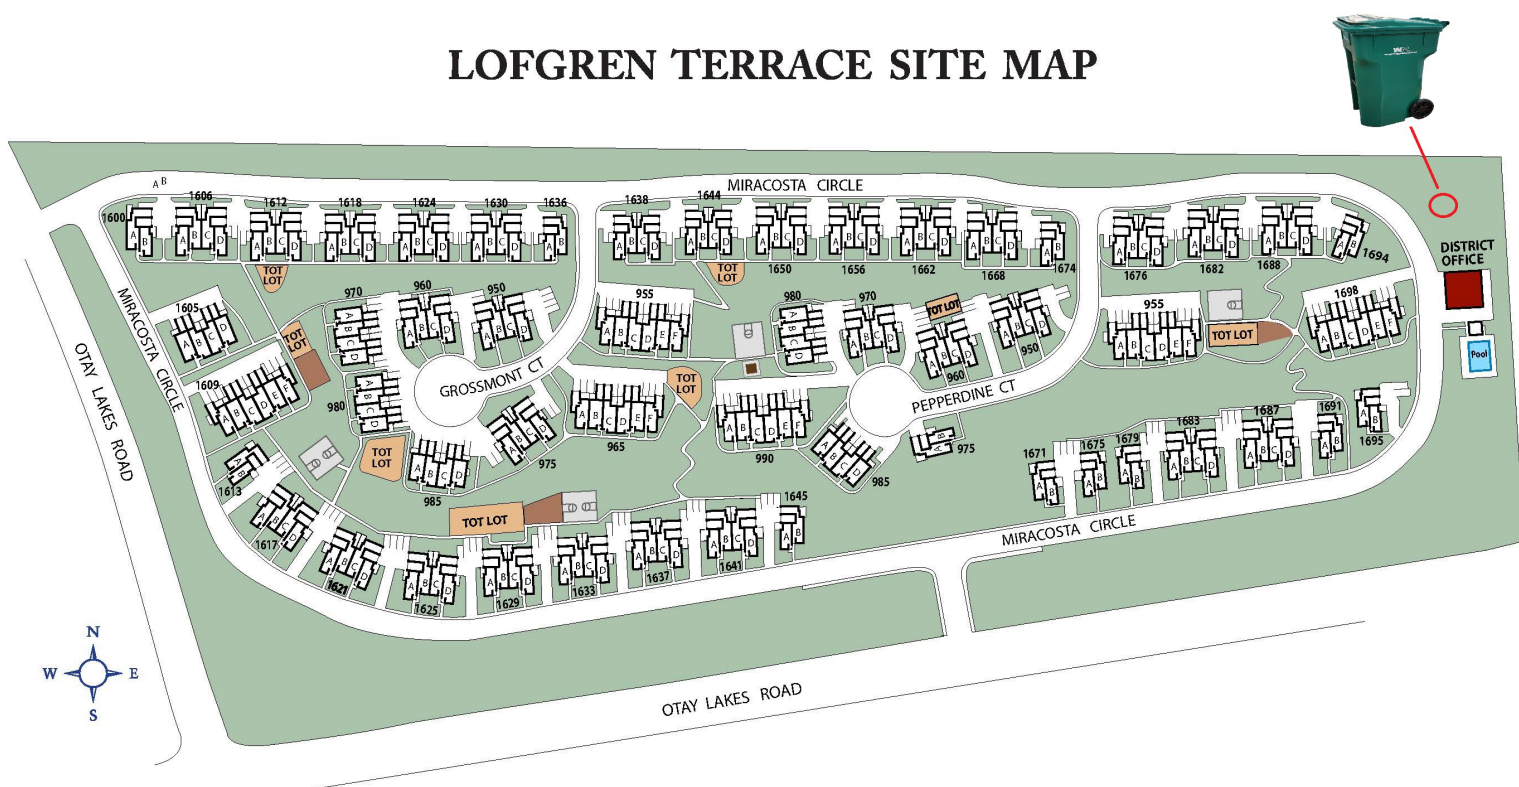 LOFGREN TERRACE SITE MAP
MIRACOSTA CIRCLE
A B
1600
1606
1612
1618
1624
1630
1636
1638
1644
1650
1656
1662
1668
1674
1676
1682
1688
1694
A B
A B C D
A B C D
A B C D
A B C D
A B C D
A B
A B C D
A B C D
A B C D
A B C D
A B C D
A B C D
A B
A B C D
A B C D
A B C D
A B
DISTRICT
OFFICE
TOT
LOT
TOT
LOT
MIRACOSTA CIRCLE
1605
A B C D
970
A B C D
960
A B C D
950
A B C D
955
A B C D E F
980
A B C D
970
A B C D
TOT LOT
960
A B C D
950
A B C D
955
A B C D E F
TOT LOT
1698
A B C D E F
Pool
TOT
LOT
OTAY LAKES ROAD
1609
A B C D E F
980
A B C D
GROSSMONT CT
TOT
LOT
PEPPERDINE CT
965
A B C D E F
990
A B C D E F
975
A B C D
985
A B C D
TOT
LOT
985
A B C D
975
A B
1613
A B
1617
A B C D
1621
A B C D
1625
A B C D
1629
A B C D
1633
A B C D
1637
A B C D
1641
A B C D
1645
A B
TOT LOT
1671
A B
1675
A B
1679
A B
1683
A B C D
1687
A B C D
1691
A B
1695
A B
MIRACOSTA CIRCLE
OTAY LAKES ROAD
N
W E
S